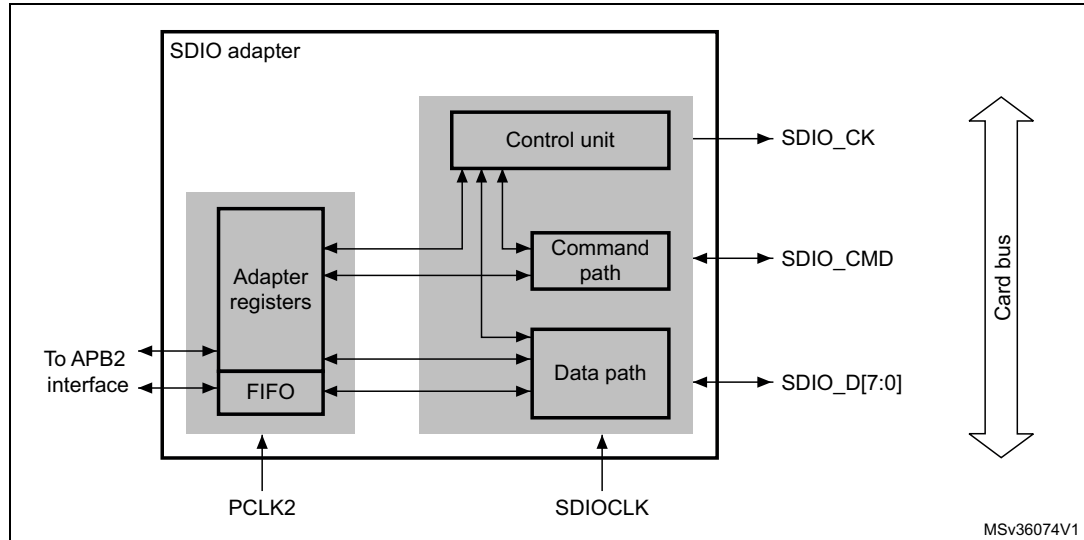 SDIO adapter
Control unit
SDIO_CK
Command
path
SDIO_CMD
Adapter
registers
Card bus
To APB2
interface
FIFO
Data path
SDIO_D[7:0]
PCLK2
SDIOCLK
MSv36074V1